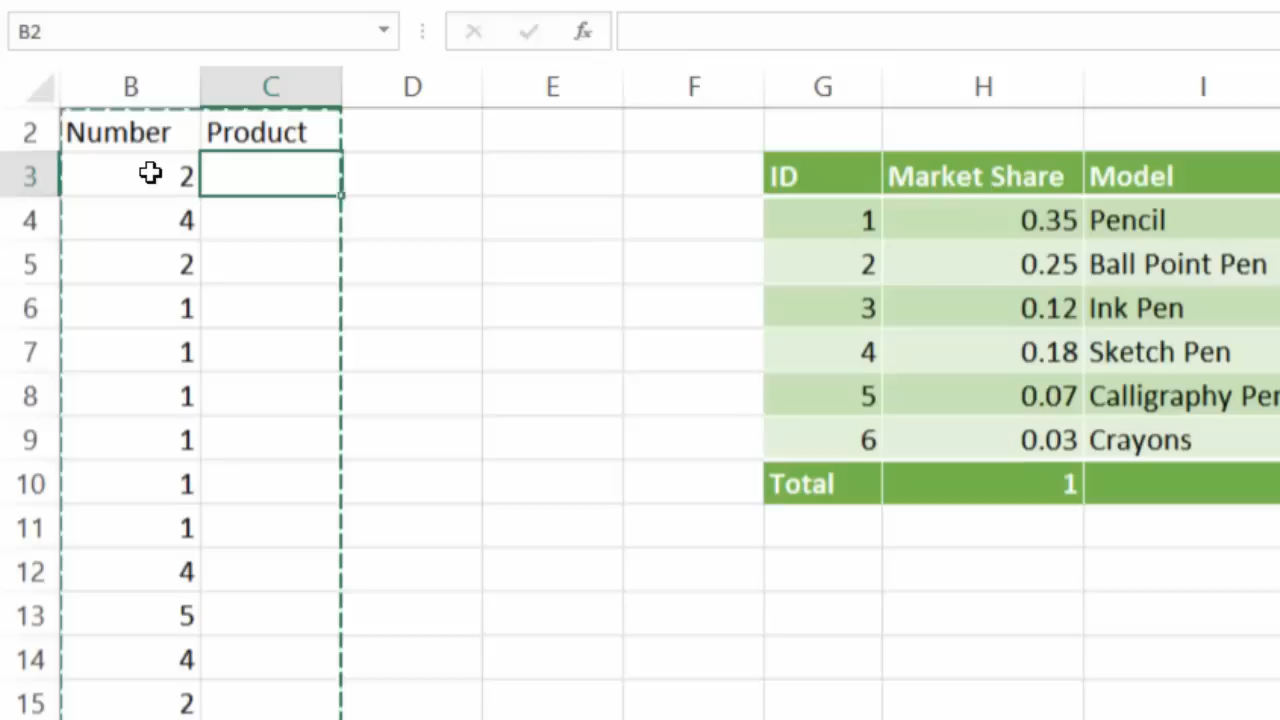 B2 fx
B C D E F G H I
2 Number Product
3 2 ID Market Share Model
4 4 1 0.35 Pencil
5 2 2 0.25 Ball Point Pen
6 1 3 0.12 Ink Pen
7 1 4 0.18 Sketch Pen
8 1 5 0.07 Calligraphy Per
9 1 6 0.03 Crayons
10 1 Total 1
11 1
12 4
13 5
14 4
15 2